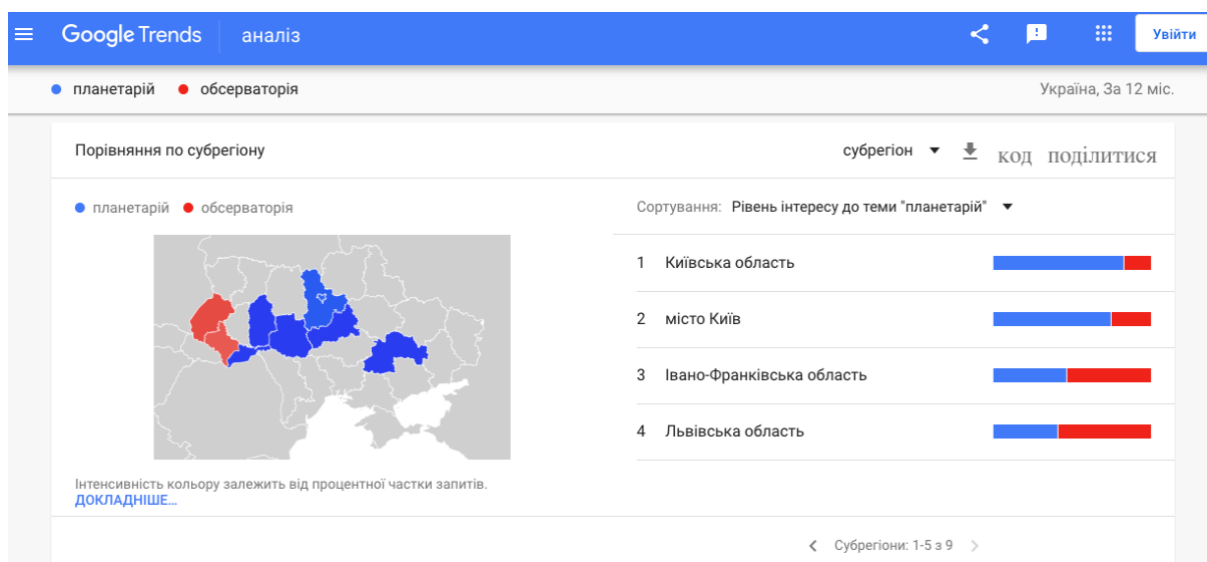 Google Trends аналіз Увійти
планетарій обсерваторія Україна, За 12 міс.
Порівняння по субрегіону субрегіон код поділитися
планетарій обсерваторія Сортування: Рівень інтересу до теми "планетарій"
1 Київська область
2 місто Київ
3 Івано-Франківська область
4 Львівська область
Інтенсивність кольору залежить від процентної частки запитів.
ДОКЛАДНІШЕ...
Субрегіони: 1-5 з 9